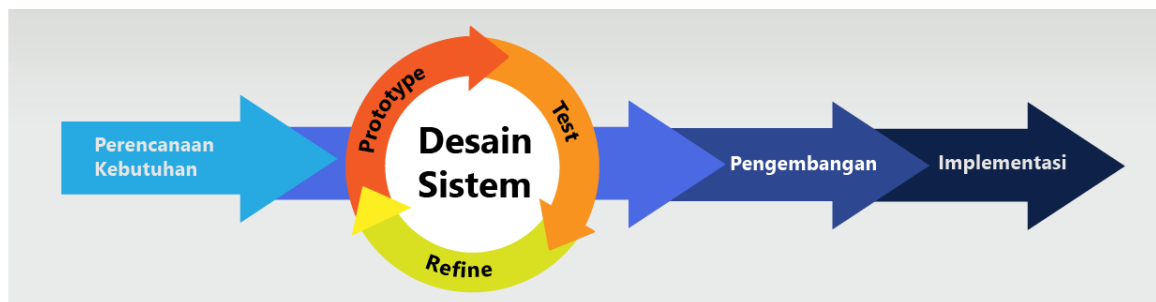 Perencanaan
Kebutuhan
Prototype
Test
Refine
Desain
Sistem
Pengembangan
Implementasi